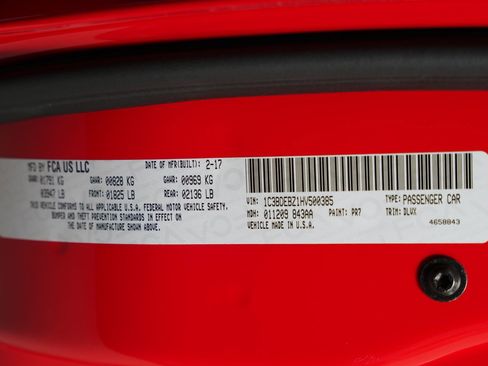 MFD BY: FCA US LLC DATE OF MFR(BUILT): 2-17
GVWR: 01791 KG GAWR: 00828 KG GAWR: 00969 KG
03947 LB FRONT: 01825 LB REAR: 02136 LB
THIS VEHICLE CONFORMS TO ALL APPLICABLE U.S.A. FEDERAL MOTOR VEHICLE SAFETY,
BUMPER AND THEFT PREVENTION STANDARDS IN EFFECT ON
THE DATE OF MANUFACTURE SHOWN ABOVE.
VIN: 1C3BDEBZ1HV500385 TYPE: PASSENGER CAR
MDH: 011209 843AA PAINT: PR7 TRIM: DLVX
VEHICLE MADE IN U.S.A. 4658843